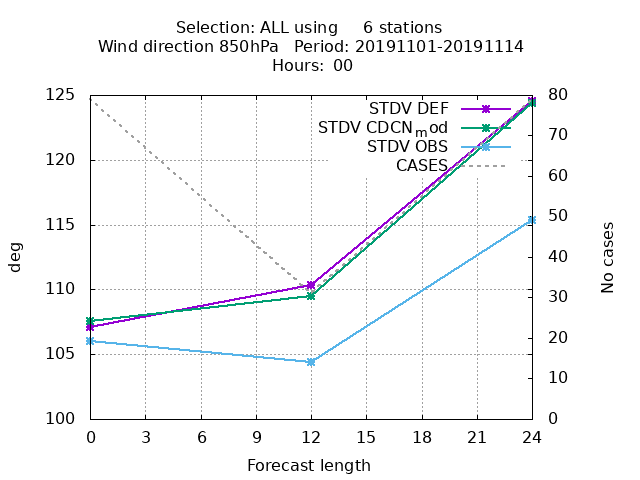 Selection: ALL using     6 stations
Wind direction 850hPa   Period: 20191101-20191114
Hours:  00
125
120
115
110
105
100
deg
80
70
60
50
40
30
20
10
0
No cases
STDV DEF
STDV CDCNmod
STDV OBS
CASES
0 3 6 9 12 15 18 21 24
Forecast length